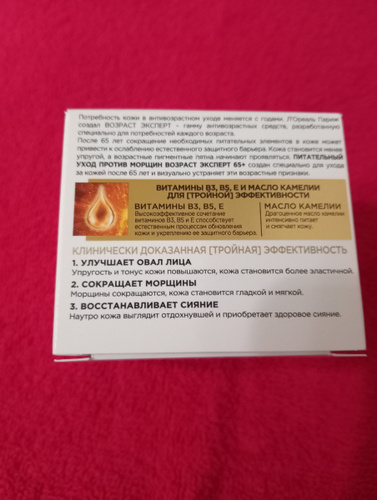 Потребность кожи в антивозрастном уходе меняется с годами. Л'Ореаль Париж
создал ВОЗРАСТ ЭКСПЕРТ - гамму антивозрастных средств, разработанную
специально для потребностей каждого возраста.
После 65 лет сокращение необходимых питательных элементов в коже может
привести к ослаблению естественного защитного барьера. Кожа становится менее
упругой, а возрастные пигментные пятна начинают проявляться. ПИТАТЕЛЬНЫЙ
УХОД ПРОТИВ МОРЩИН ВОЗРАСТ ЭКСПЕРТ 65+ создан специально для ухода
за кожей после 65 лет и визуально устраняет эти возрастные признаки.
ВИТАМИНЫ В3, В5, Е И МАСЛО КАМЕЛИИ
ДЛЯ [ТРОЙНОЙ] ЭФФЕКТИВНОСТИ
ВИТАМИНЫ В3, В5, Е
Высокоэффективное сочетание
витаминов В3, В5 и Е способствует
естественным процессам обновления
кожи и укреплению ее защитного барьера.
МАСЛО КАМЕЛИИ
Драгоценное масло камелии
интенсивно питает
и смягчает кожу.
КЛИНИЧЕСКИ ДОКАЗАННАЯ [ТРОЙНАЯ] ЭФФЕКТИВНОСТЬ
1. УЛУЧШАЕТ ОВАЛ ЛИЦА
Упругость и тонус кожи повышаются, кожа становится более эластичной.
2. СОКРАЩАЕТ МОРЩИНЫ
Морщины сокращаются, кожа становится гладкой и мягкой.
3. ВОССТАНАВЛИВАЕТ СИЯНИЕ
Наутро кожа выглядит отдохнувшей и приобретает здоровое сияние.